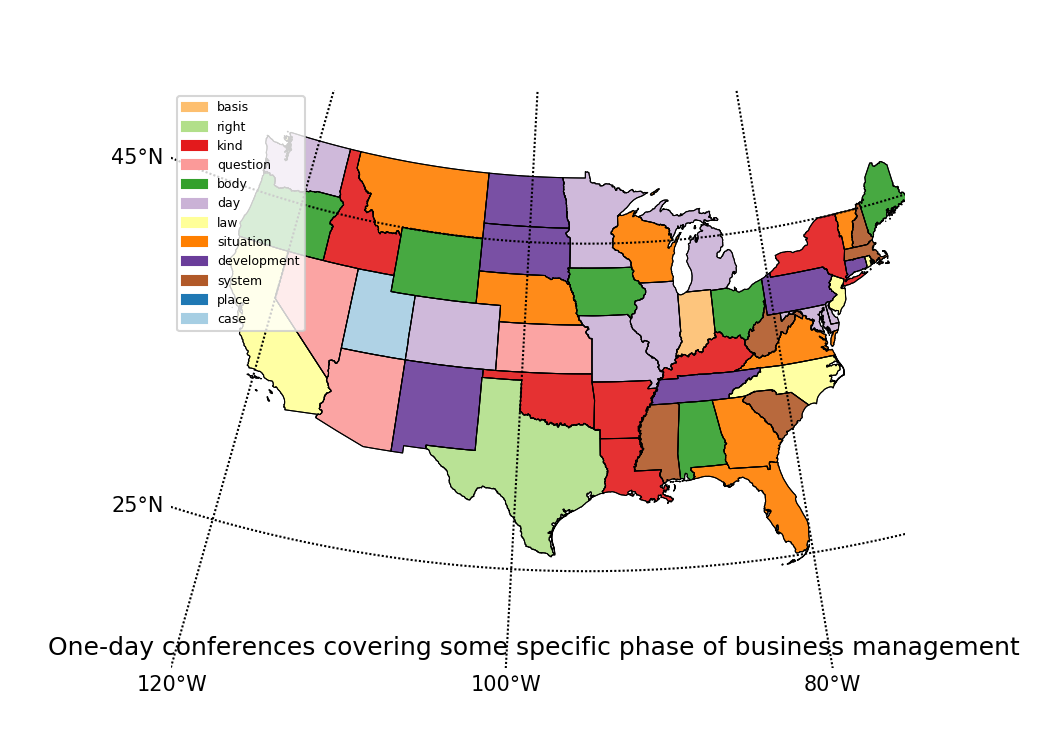 basis
right
kind
question
body
day
law
situation
development
system
place
case
45°N
25°N
One-day conferences covering some specific phase of business management
120°W 100°W 80°W